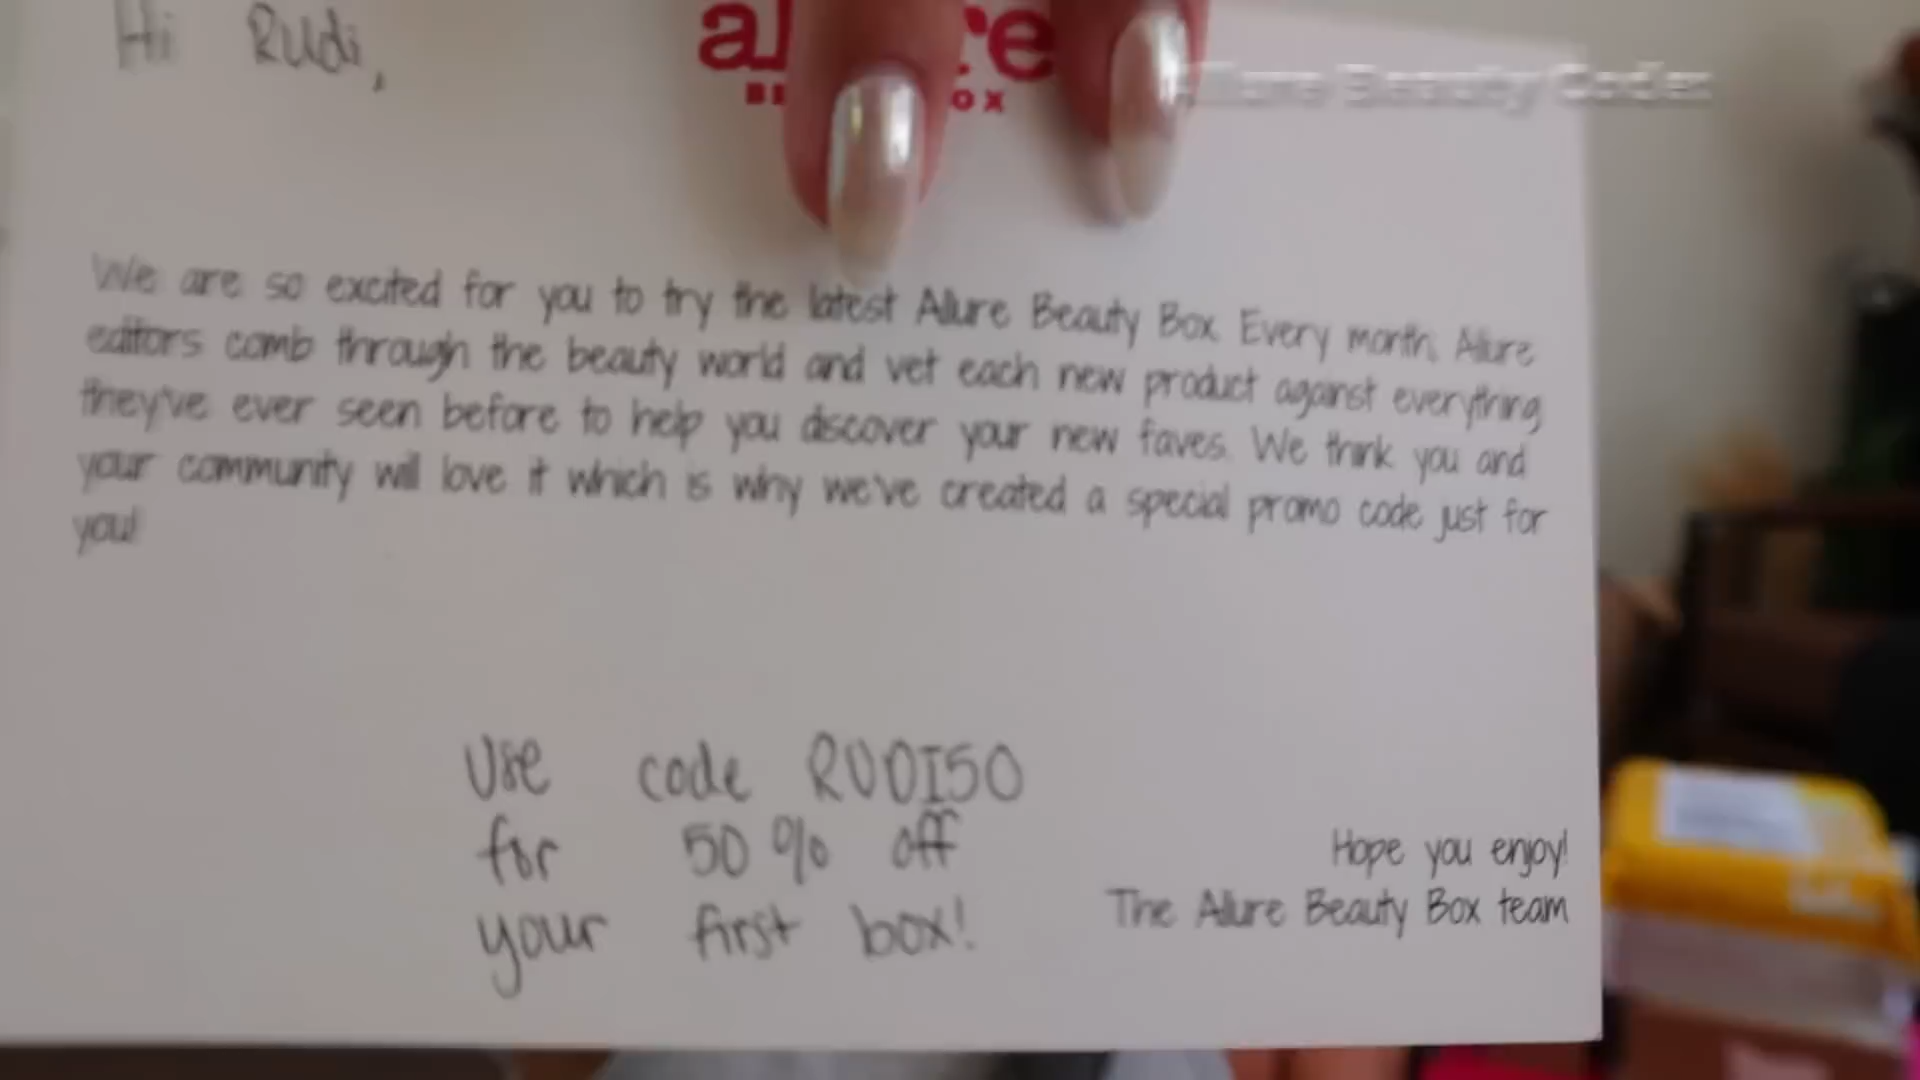 Hi Rudi,
We are so excited for you to try the latest Allure Beauty Box. Every month, Allure
editors comb through the beauty world and vet each new product against everything
they've ever seen before to help you discover your new faves. We think you and
your community will love it which is why we've created a special promo code just for
you!
Use code RUDI50
for 50% off
your first box!
Hope you enjoy!
The Allure Beauty Box team